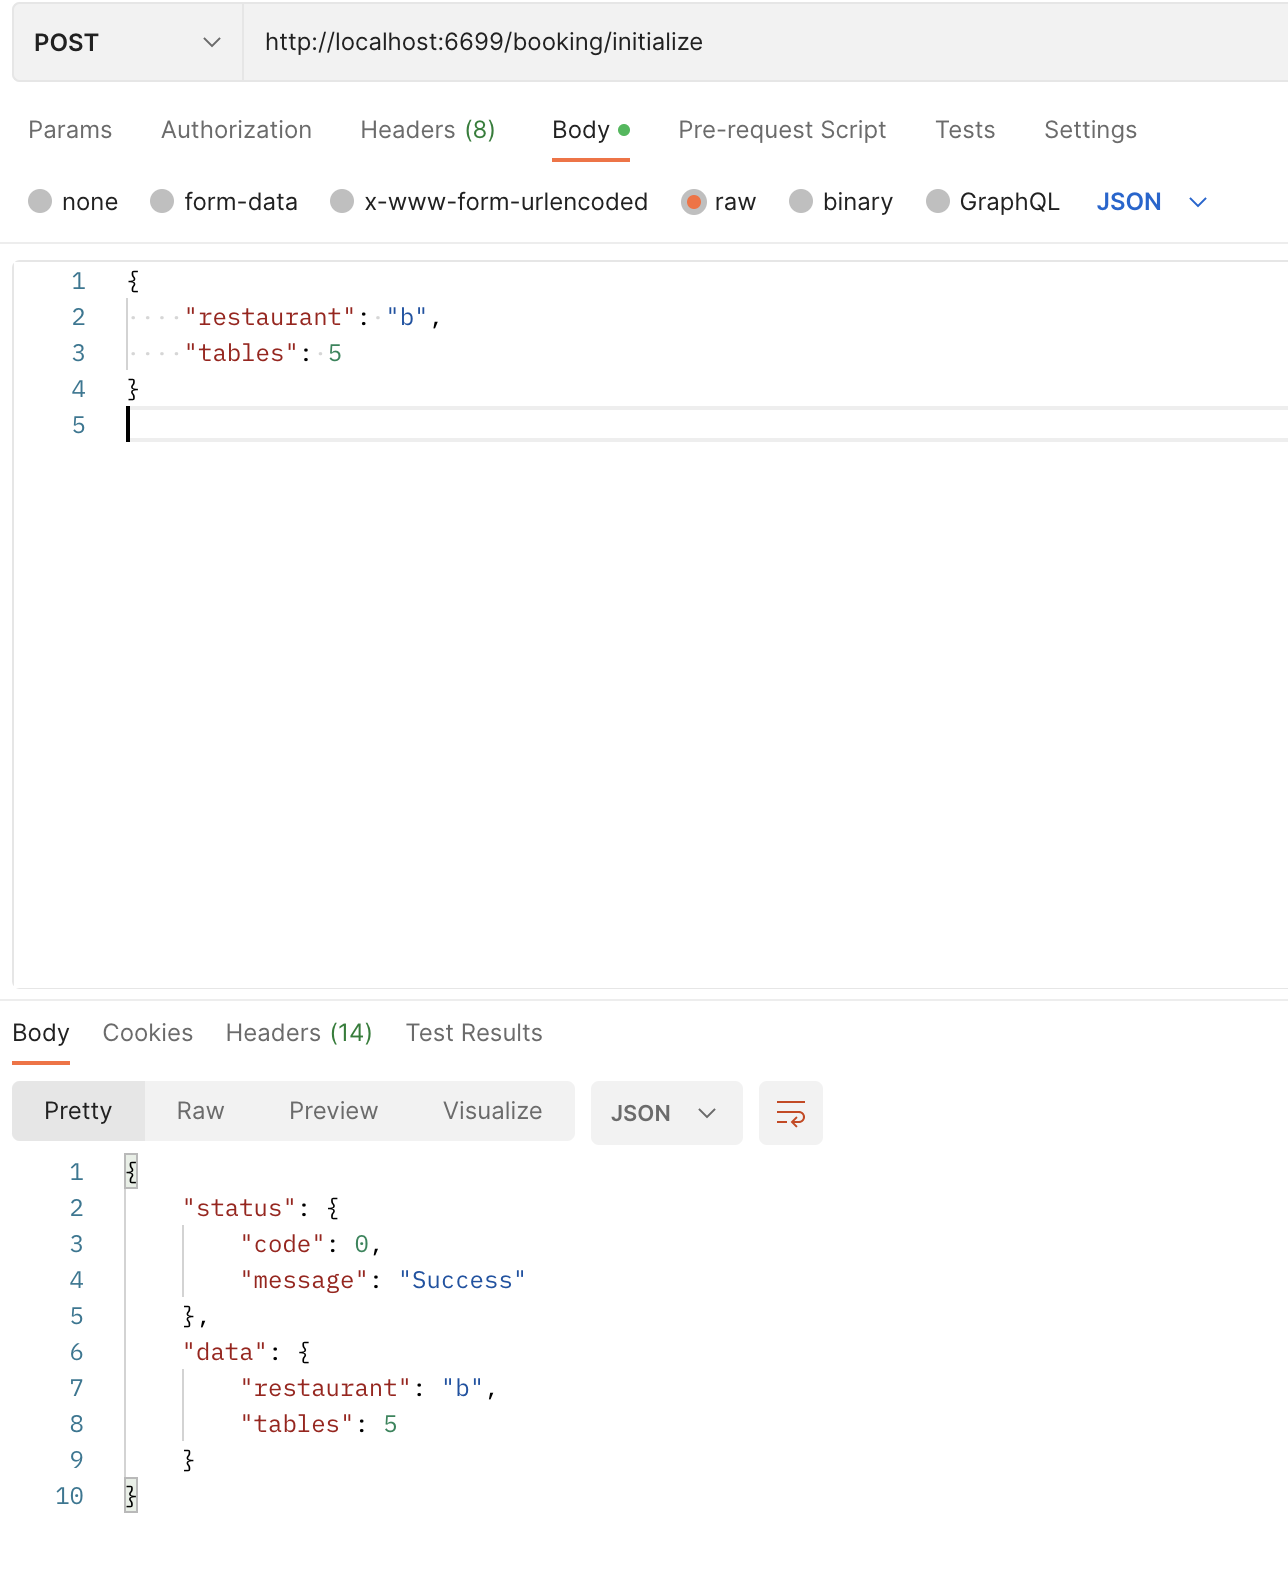 POST http://localhost:6699/booking/initialize
Params Authorization Headers (8) Body Pre-request Script Tests Settings
none form-data x-www-form-urlencoded raw binary GraphQL JSON
1 {
2 "restaurant": "b",
3 "tables": 5
4 }
5
Body Cookies Headers (14) Test Results
Pretty Raw Preview Visualize JSON
1 {
2 "status": {
3 "code": 0,
4 "message": "Success"
5 },
6 "data": {
7 "restaurant": "b",
8 "tables": 5
9 }
10 }